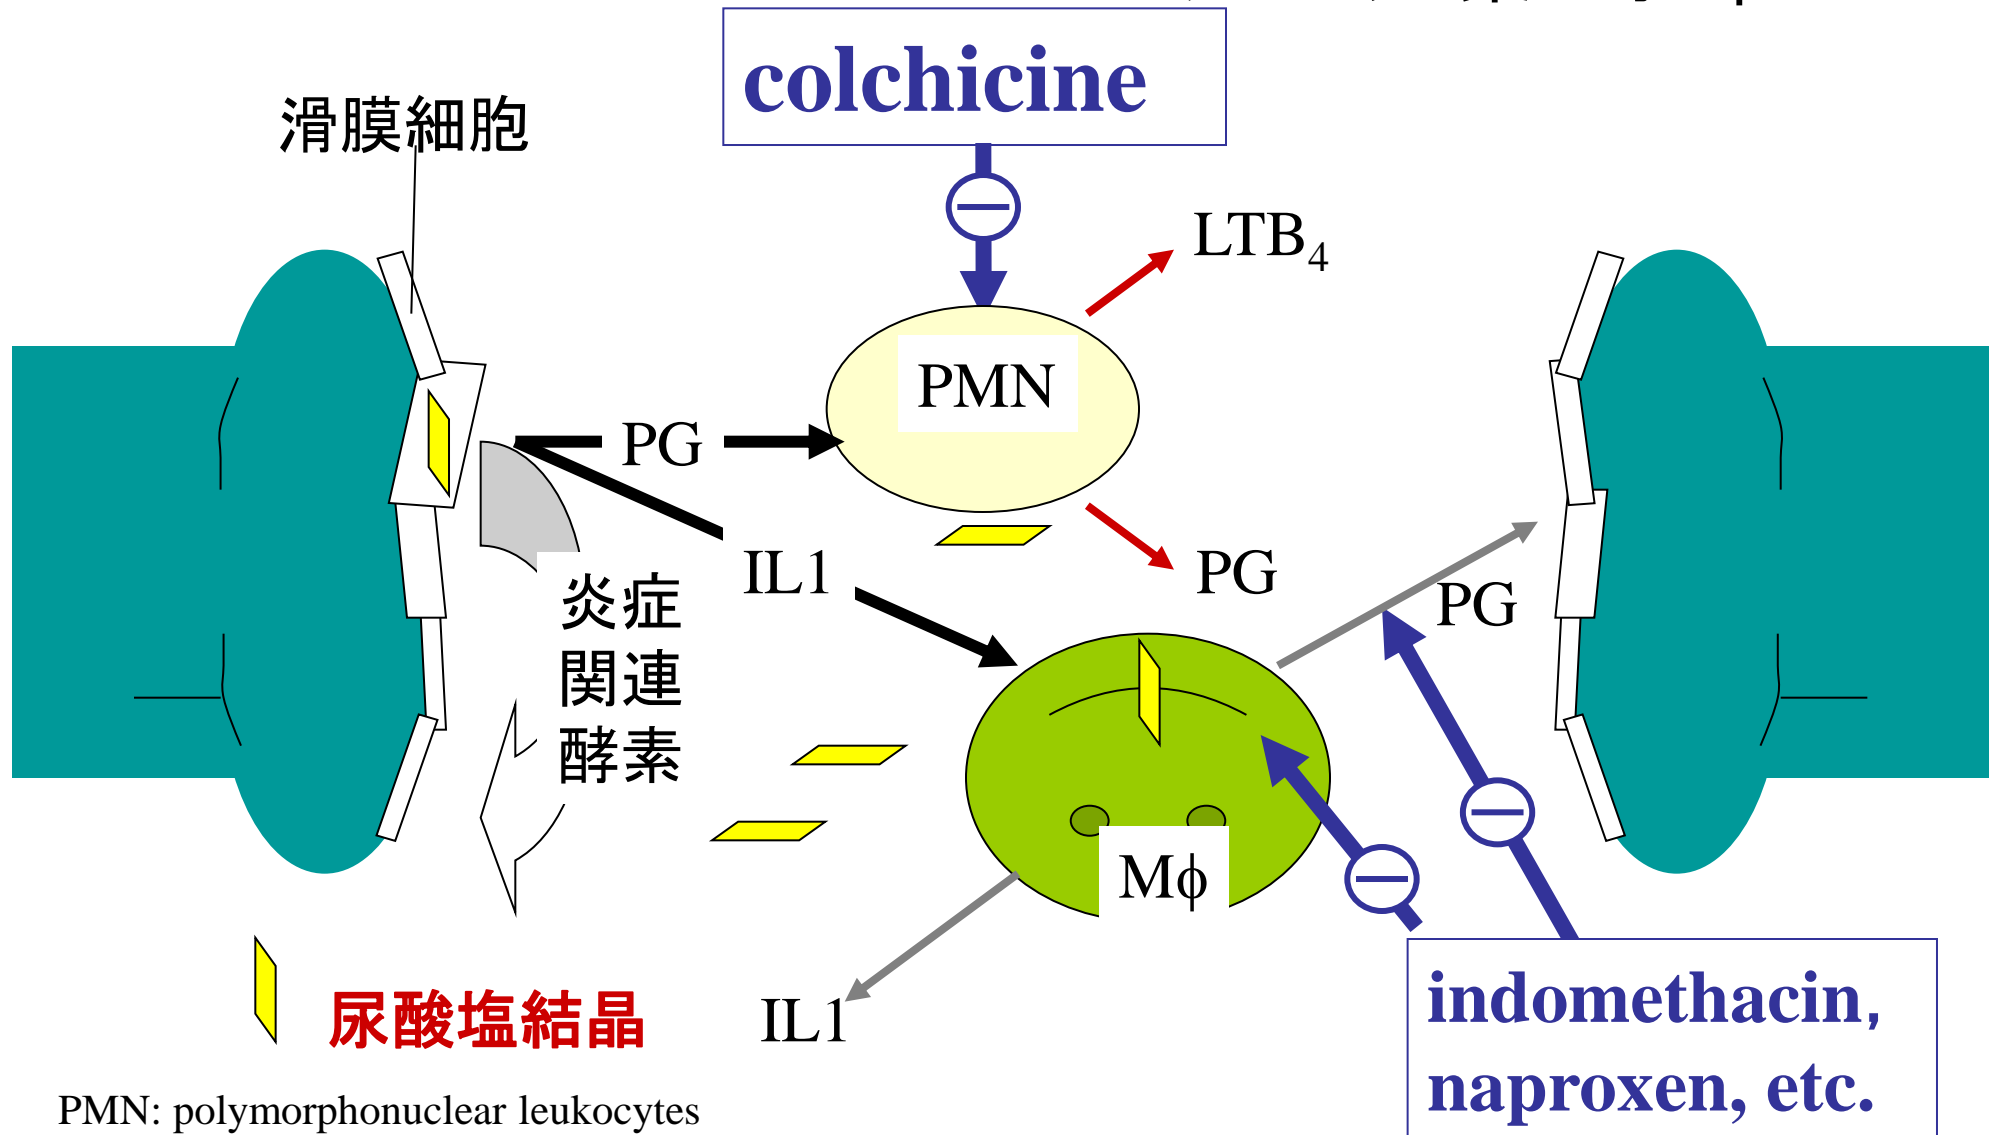 colchicine
滑膜細胞
LTB4
PMN
PG
IL1
PG
PG
炎症
関連
酵素
Mφ
尿酸塩結晶
IL1
indomethacin,
naproxen, etc.
PMN: polymorphonuclear leukocytes